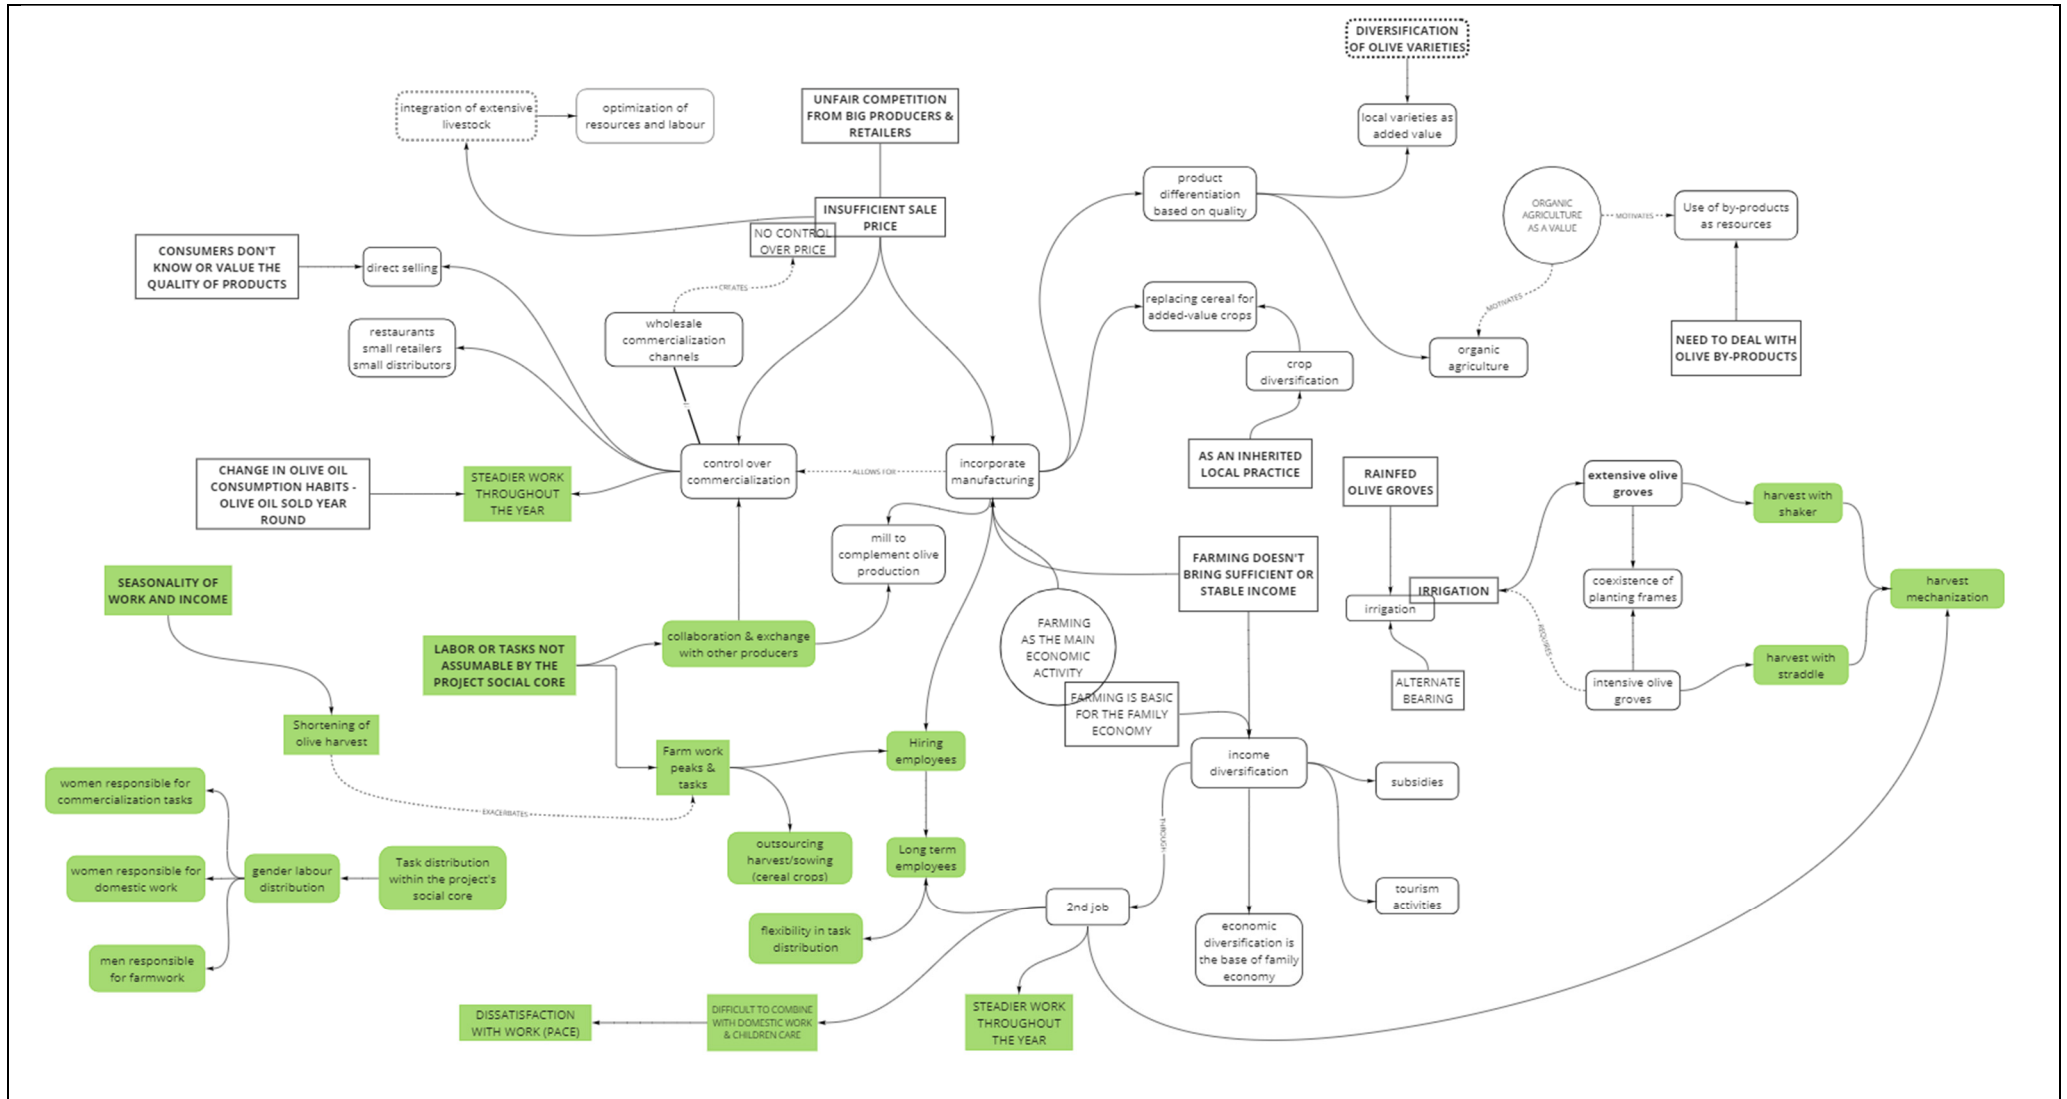 DIVERSIFICATION
OF OLIVE VARIETIES
integration of extensive
livestock
optimization of
resources and labour
UNFAIR COMPETITION
FROM BIG PRODUCERS &
RETAILERS
local varieties as
added value
product
differentiation
based on quality
ORGANIC
AGRICULTURE
AS A VALUE
MOTIVATES
Use of by-products
as resources
INSUFFICIENT SALE
PRICE
NO CONTROL
OVER PRICE
CONSUMERS DON'T
KNOW OR VALUE THE
QUALITY OF PRODUCTS
direct selling
CREATES
replacing cereal for
added-value crops
MOTIVATES
restaurants
small retailers
small distributors
wholesale
commercialization
channels
crop
diversification
organic
agriculture
NEED TO DEAL WITH
OLIVE BY-PRODUCTS
CHANGE IN OLIVE OIL
CONSUMPTION HABITS -
OLIVE OIL SOLD YEAR
ROUND
STEADIER WORK
THROUGHOUT
THE YEAR
control over
commercialization
ALLOWS FOR
incorporate
manufacturing
AS AN INHERITED
LOCAL PRACTICE
RAINFED
OLIVE GROVES
extensive olive
groves
harvest with
shaker
mill to
complement olive
production
FARMING DOESN'T
BRING SUFFICIENT OR
STABLE INCOME
irrigation
IRRIGATION
coexistence of
planting frames
harvest
mechanization
SEASONALITY OF
WORK AND INCOME
LABOR OR TASKS NOT
ASSUMABLE BY THE
PROJECT SOCIAL CORE
collaboration & exchange
with other producers
FARMING
AS THE MAIN
ECONOMIC
ACTIVITY
REQUIRES
harvest with
straddle
FARMING IS BASIC
FOR THE FAMILY
ECONOMY
ALTERNATE
BEARING
intensive olive
groves
Shortening of
olive harvest
Farm work
peaks &
tasks
Hiring
employees
income
diversification
subsidies
women responsible for
commercialization tasks
EXACERBATES
THROUGH
outsourcing
harvest/sowing
(cereal crops)
Long term
employees
women responsible for
domestic work
gender labour
distribution
Task distribution
within the project's
social core
2nd job
tourism
activities
flexibility in task
distribution
economic
diversification is
the base of family
economy
men responsible
for farmwork
DISSATISFACTION
WITH WORK (PACE)
DIFFICULT TO COMBINE
WITH DOMESTIC WORK
& CHILDREN CARE
STEADIER WORK
THROUGHOUT
THE YEAR